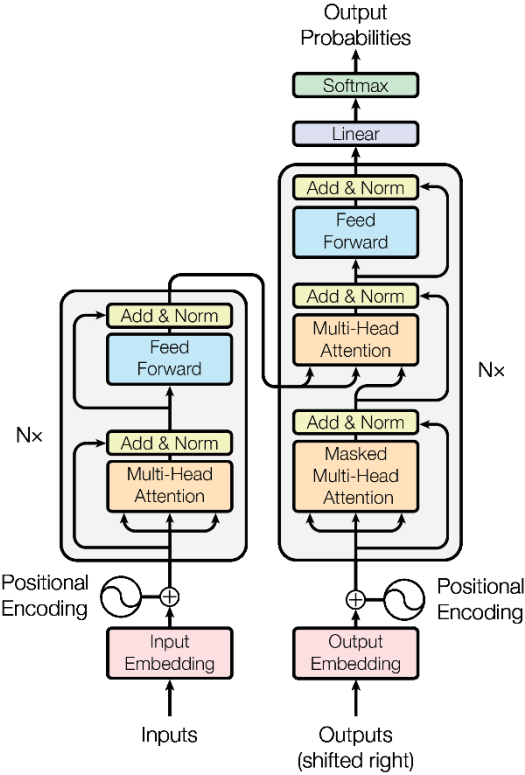 Output
Probabilities
Softmax
Linear
Add & Norm
Feed
Forward
Add & Norm
Multi-Head
Attention
Add & Norm
Masked
Multi-Head
Attention
Nx
Add & Norm
Feed
Forward
Add & Norm
Multi-Head
Attention
N×
Positional
Encoding
Positional
Encoding
Input
Embedding
Output
Embedding
Inputs
Outputs
(shifted right)